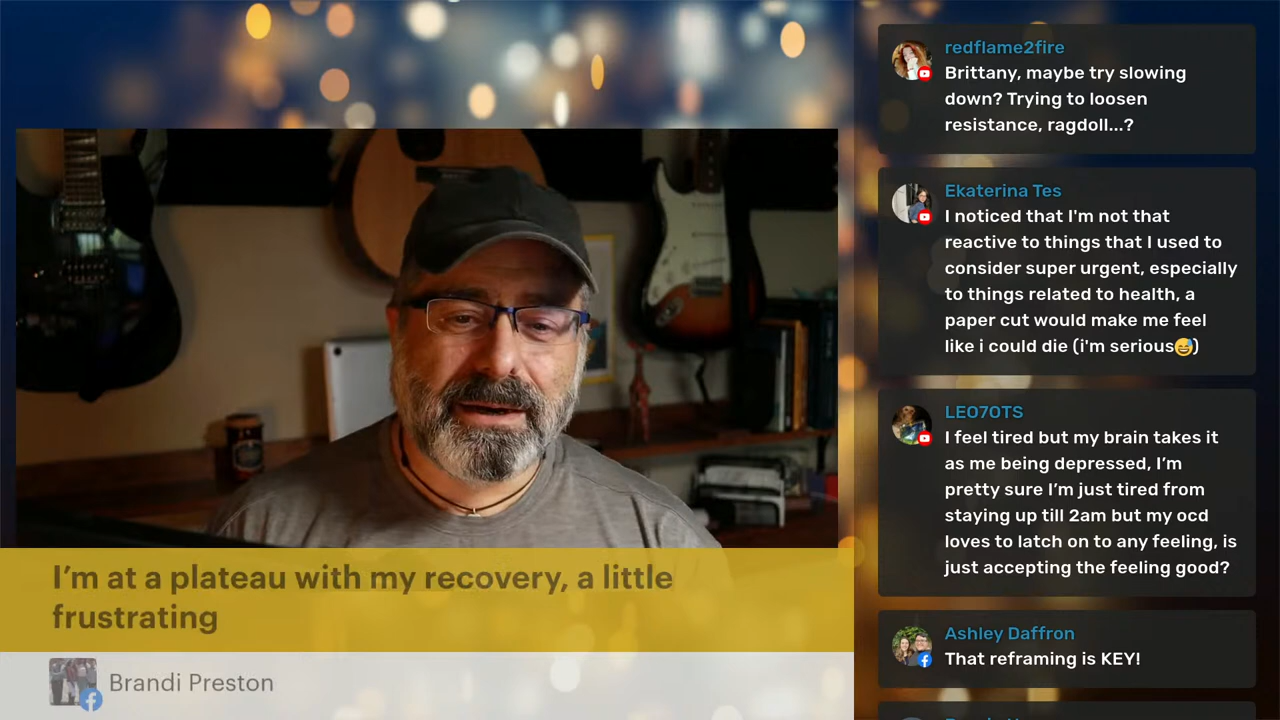 I’m at a plateau with my recovery, a little
frustrating
Brandi Preston
redflame2fire
Brittany, maybe try slowing
down? Trying to loosen
resistance, ragdoll...?
Ekaterina Tes
I noticed that I'm not that
reactive to things that I used to
consider super urgent, especially
to things related to health, a
paper cut would make me feel
like i could die (i'm serious😅)
LEO7OTS
I feel tired but my brain takes it
as me being depressed, I’m
pretty sure I’m just tired from
staying up till 2am but my ocd
loves to latch on to any feeling, is
just accepting the feeling good?
Ashley Daffron
That reframing is KEY!